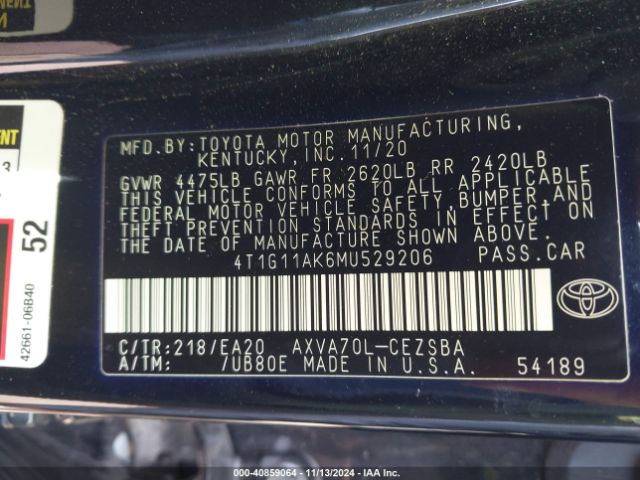 MFD.BY: TOYOTA MOTOR MANUFACTURING,
KENTUCKY, INC. 11/20
GVWR 4475LB GAWR FR 2620LB RR 2420LB
THIS VEHICLE CONFORMS TO ALL APPLICABLE
FEDERAL MOTOR VEHICLE SAFETY, BUMPER, AND
THEFT PREVENTION STANDARDS IN EFFECT ON
THE DATE OF MANUFACTURE SHOWN ABOVE.
4T1G11AK6MU529206 PASS.CAR
C/TR: 218/EA20 AXVA70L-CEZSBA
A/TM: 7UB80E MADE IN U.S.A. 54189
52
42661-06B40
000-40859064 | 11/13/2024 | IAA Inc.